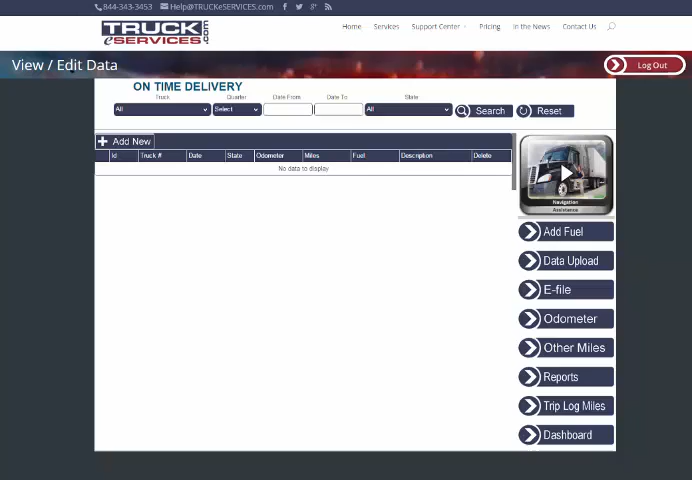 844-343-3453 Help@TRUCKeSERVICES.com
TRUCK
eSERVICES.com
Home Services Support Center Pricing In the News Contact Us
View / Edit Data
Log Out
ON TIME DELIVERY
Truck Quarter Date From Date To State
All Select All Search Reset
Add New
Id Truck # Date State Odometer Miles Fuel Description Delete
No data to display
Navigation
Assistance
Add Fuel
Data Upload
E-file
Odometer
Other Miles
Reports
Trip Log Miles
Dashboard